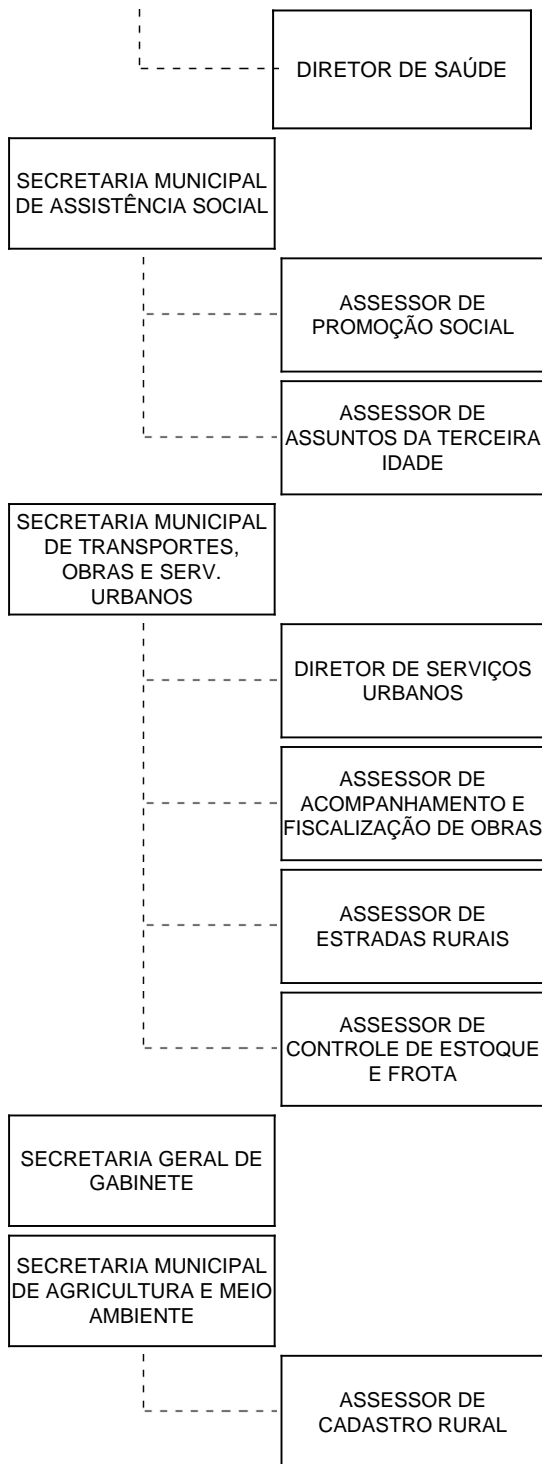 DIRETOR DE SAÚDE
SECRETARIA MUNICIPAL
DE ASSISTÊNCIA SOCIAL
ASSESSOR DE
PROMOÇÃO SOCIAL
ASSESSOR DE
ASSUNTOS DA TERCEIRA
IDADE
SECRETARIA MUNICIPAL
DE TRANSPORTES,
OBRAS E SERV.
URBANOS
DIRETOR DE SERVIÇOS
URBANOS
ASSESSOR DE
ACOMPANHAMENTO E
FISCALIZAÇÃO DE OBRAS
ASSESSOR DE
ESTRADAS RURAIS
ASSESSOR DE
CONTROLE DE ESTOQUE
E FROTA
SECRETARIA GERAL DE
GABINETE
SECRETARIA MUNICIPAL
DE AGRICULTURA E MEIO
AMBIENTE
ASSESSOR DE
CADASTRO RURAL